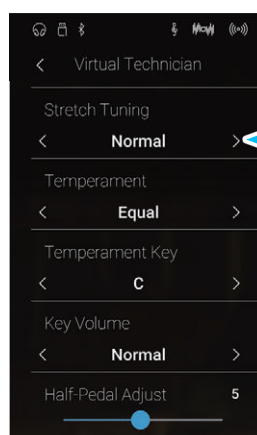 Virtual Technician
Stretch Tuning
Normal
Temperament
Equal
Temperament Key
C
Key Volume
Normal
Half-Pedal Adjust 5